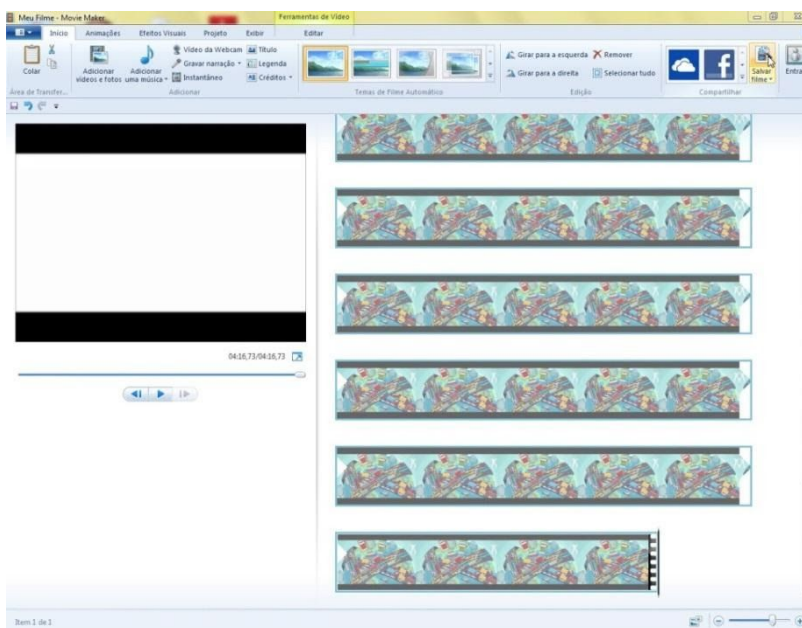 Meu Filme - Movie Maker
Ferramentas de Vídeo
Início Animações Efeitos Visuais Projeto Exibir Editar
Colar
Adicionar vídeos e fotos
Adicionar uma música
Vídeo da Webcam
Gravar narração
Instantâneo
Título
Legenda
Créditos
Girar para a esquerda
Girar para a direita
Remover
Selecionar tudo
Salvar filme
Entra
Área de Transfer...
Adicionar
Temas de Filme Automático
Edição
Compartilhar
04:16,73/04:16,73
Item 1 de 1